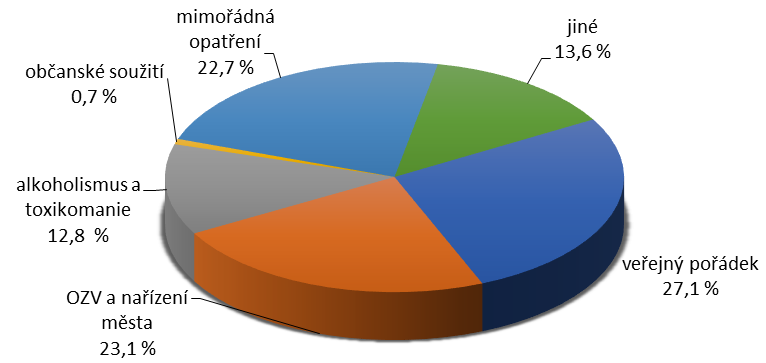 mimořádná
opatření
22,7 %
jiné
13,6 %
občanské soužití
0,7 %
alkoholismus a
toxikomanie
12,8 %
veřejný pořádek
27,1 %
OZV a nařízení
města
23,1 %